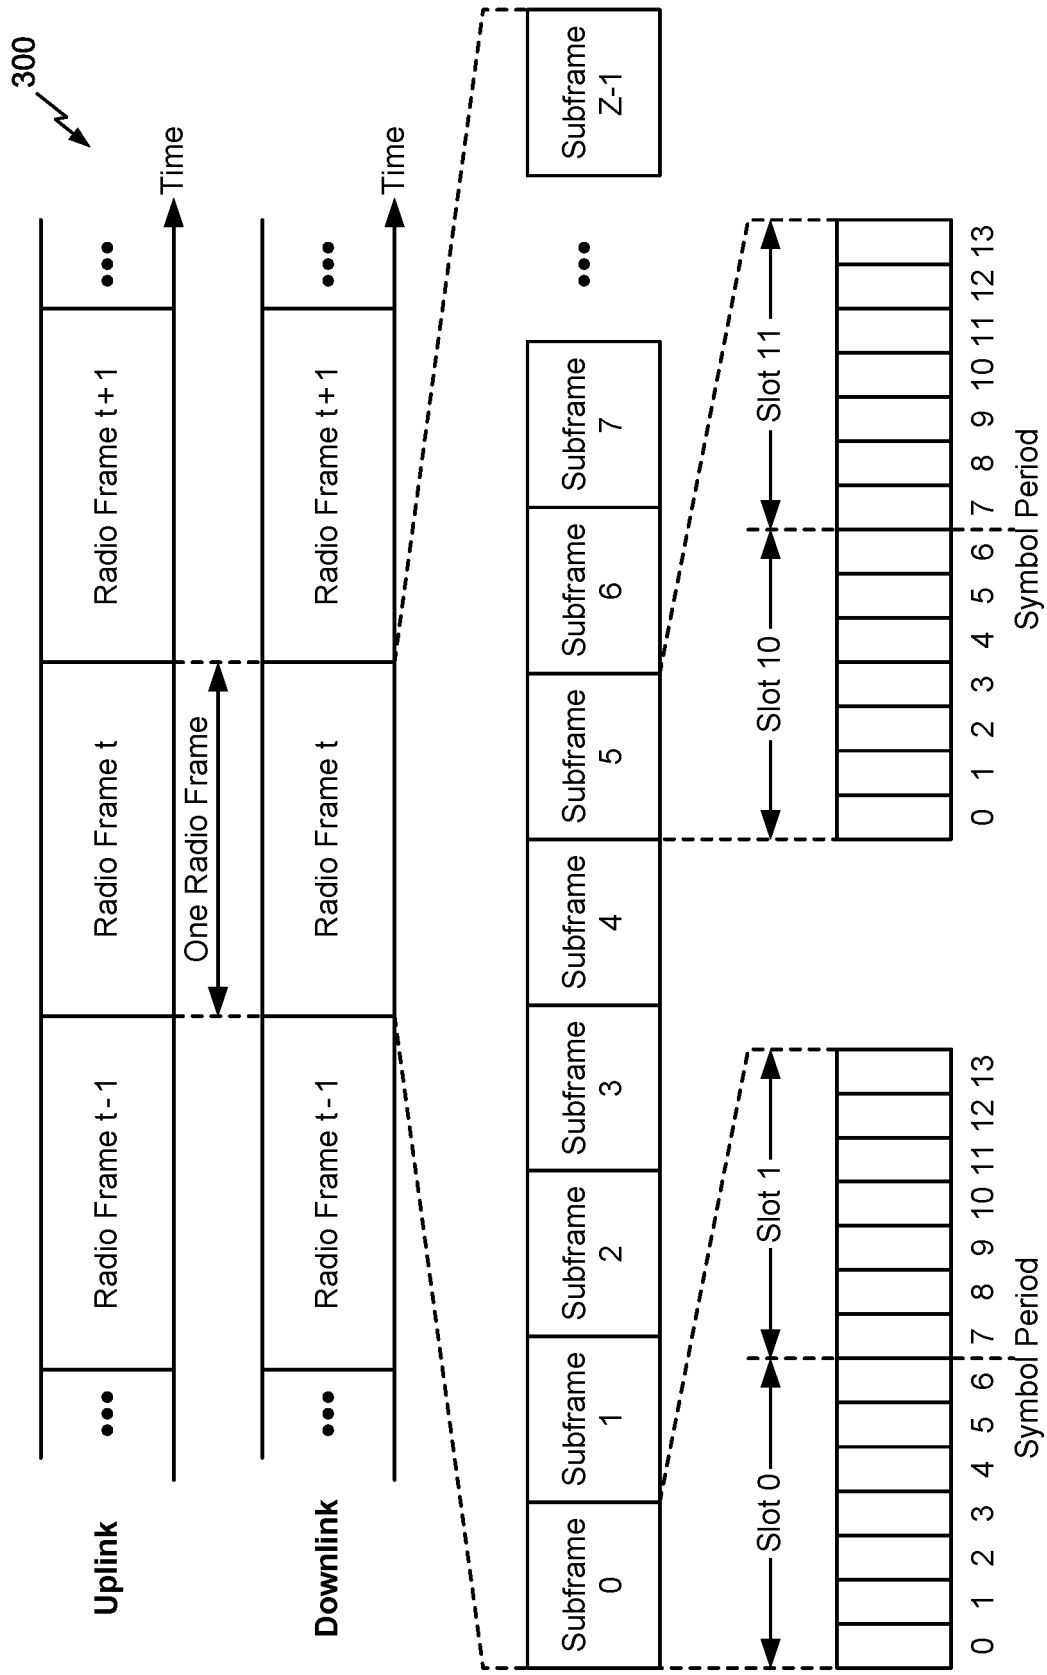 300
Uplink
•••
Radio Frame t-1
Radio Frame t
Radio Frame t+1
•••
Time
One Radio Frame
Downlink
•••
Radio Frame t-1
Radio Frame t
Radio Frame t+1
•••
Time
Subframe
0
Subframe
1
Subframe
2
Subframe
3
Subframe
4
Subframe
5
Subframe
6
Subframe
7
•••
Subframe
Z-1
Slot 0
Slot 1
0 1 2 3 4 5 6 7 8 9 10 11 12 13
Symbol Period
Slot 10
Slot 11
0 1 2 3 4 5 6 7 8 9 10 11 12 13
Symbol Period